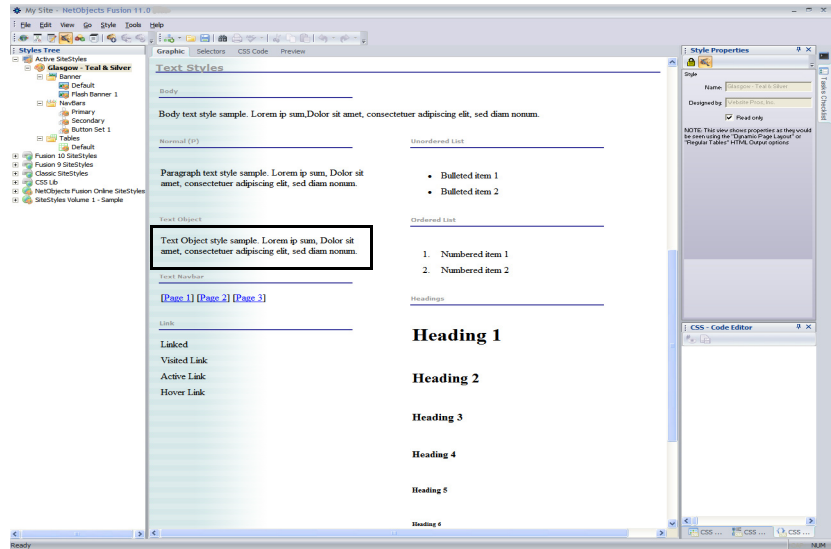 My Site - NetObjects Fusion 11.0
File Edit View Go Style Tools Help
Styles Tree
Active SiteStyles
Glasgow - Teal & Silver
Banner
Default
Flash Banner 1
NavBars
Primary
Secondary
Button Set 1
Tables
Default
Fusion 10 SiteStyles
Fusion 9 SiteStyles
Classic SiteStyles
CSS Lib
NetObjects Fusion Online SiteStyles
SiteStyles Volume 1 - Sample
Graphic Selectors CSS Code Preview
Text Styles
Body
Body text style sample. Lorem ip sum,Dolor sit amet, consectetuer adipiscing elit, sed diam nonum.
Normal (P)
Paragraph text style sample. Lorem ip sum, Dolor sit
amet, consectetuer adipiscing elit, sed diam nonum.
Text Object
Text Object style sample. Lorem ip sum, Dolor sit
amet, consectetuer adipiscing elit, sed diam nonum.
Text Navbar
[Page 1] [Page 2] [Page 3]
Link
Linked
Visited Link
Active Link
Hover Link
Unordered List
• Bulleted item 1
• Bulleted item 2
Ordered List
1. Numbered item 1
2. Numbered item 2
Headings
Heading 1
Heading 2
Heading 3
Heading 4
Heading 5
Heading 6
Style Properties
Style
Name: Glasgow - Teal & Silver
Designed by: Website Pros, Inc.
Read only
NOTE: This view shows properties as they would
be seen using the "Dynamic Page Layout" or
"Regular Tables" HTML Output options
CSS - Code Editor
CSS ... CSS ... CSS ...
Tasks Checklist
Ready
NUM